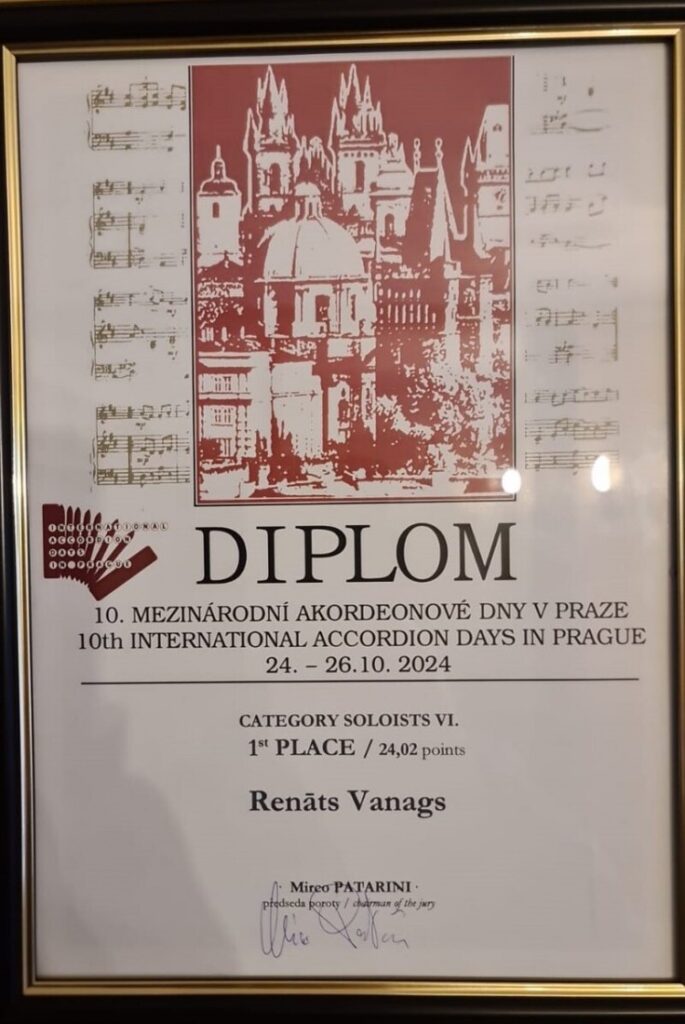 INTERNATIONAL
ACCORDION
DAYS
IN PRAGUE
DIPLOM
10. MEZINÁRODNÍ AKORDEONOVÉ DNY V PRAZE
10th INTERNATIONAL ACCORDION DAYS IN PRAGUE
24. – 26.10. 2024
CATEGORY SOLOISTS VI.
1st PLACE / 24,02 points
Renāts Vanags
Mirco PATARINI
předseda poroty / chairman of the jury